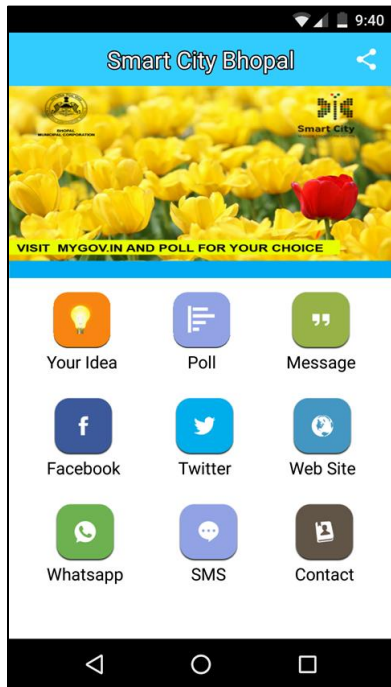 9:40
Smart City Bhopal
BHOPAL
MUNICIPAL CORPORATION
Smart City
VISIT MYGOV.IN AND POLL FOR YOUR CHOICE
Your Idea Poll Message
Facebook Twitter Web Site
Whatsapp SMS Contact